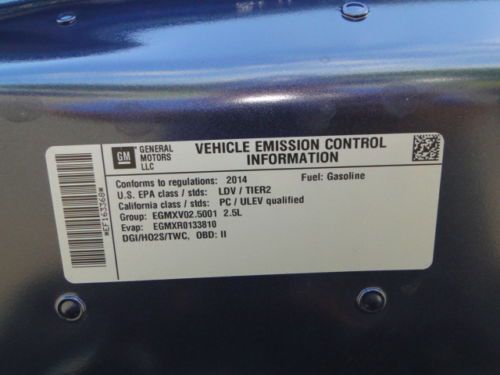 GM
GENERAL
MOTORS
LLC
VEHICLE EMISSION CONTROL
INFORMATION
Conforms to regulations: 2014 Fuel: Gasoline
U.S. EPA class / stds: LDV / TIER2
California class / stds: PC / ULEV qualified
Group: EGMXV02.5001 2.5L
Evap: EGMXR0133810
DGI/HO2S/TWC, OBD: II
*EF163368*